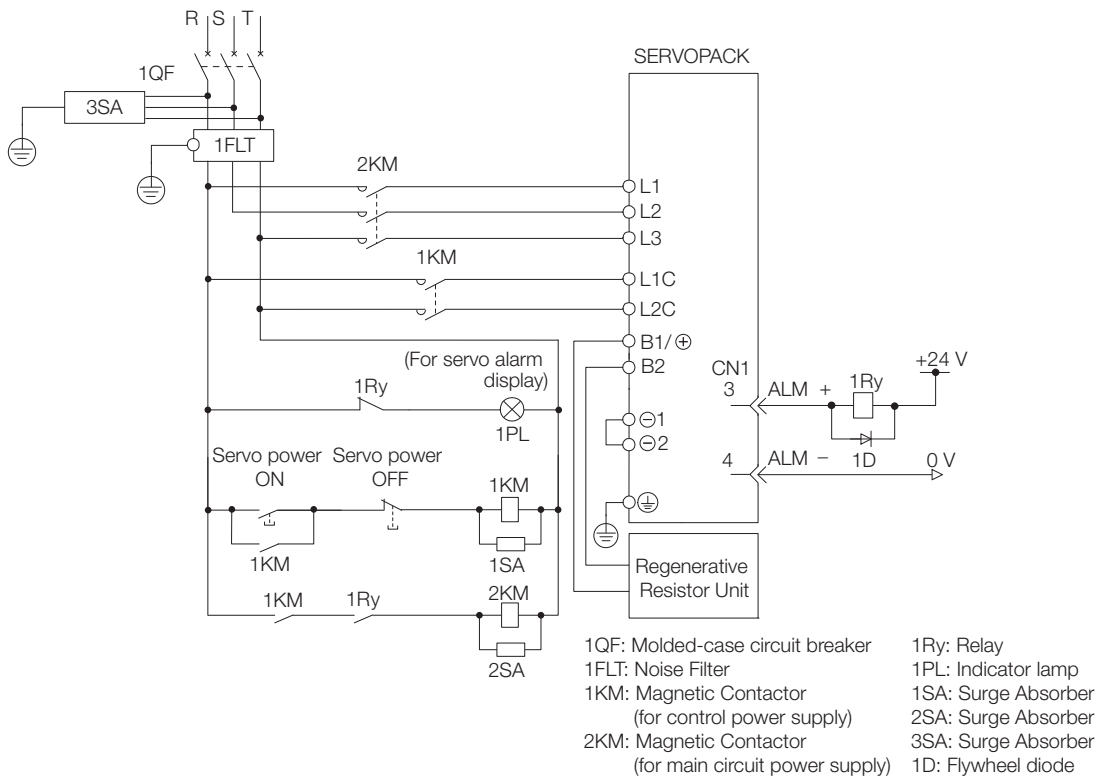 R S T
SERVOPACK
1QF
3SA
1FLT
2KM
L1
L2
L3
1KM
L1C
L2C
B1/⊕
B2
(For servo alarm
display)
CN1
+24 V
1Ry
3
ALM +
1Ry
1PL
⊖1
⊖2
4
ALM −
1D
0 V
Servo power
ON
Servo power
OFF
1KM
1KM
1SA
Regenerative
Resistor Unit
1KM
1Ry
2KM
2SA
1QF: Molded-case circuit breaker
1FLT: Noise Filter
1KM: Magnetic Contactor
(for control power supply)
2KM: Magnetic Contactor
(for main circuit power supply)
1Ry: Relay
1PL: Indicator lamp
1SA: Surge Absorber
2SA: Surge Absorber
3SA: Surge Absorber
1D: Flywheel diode